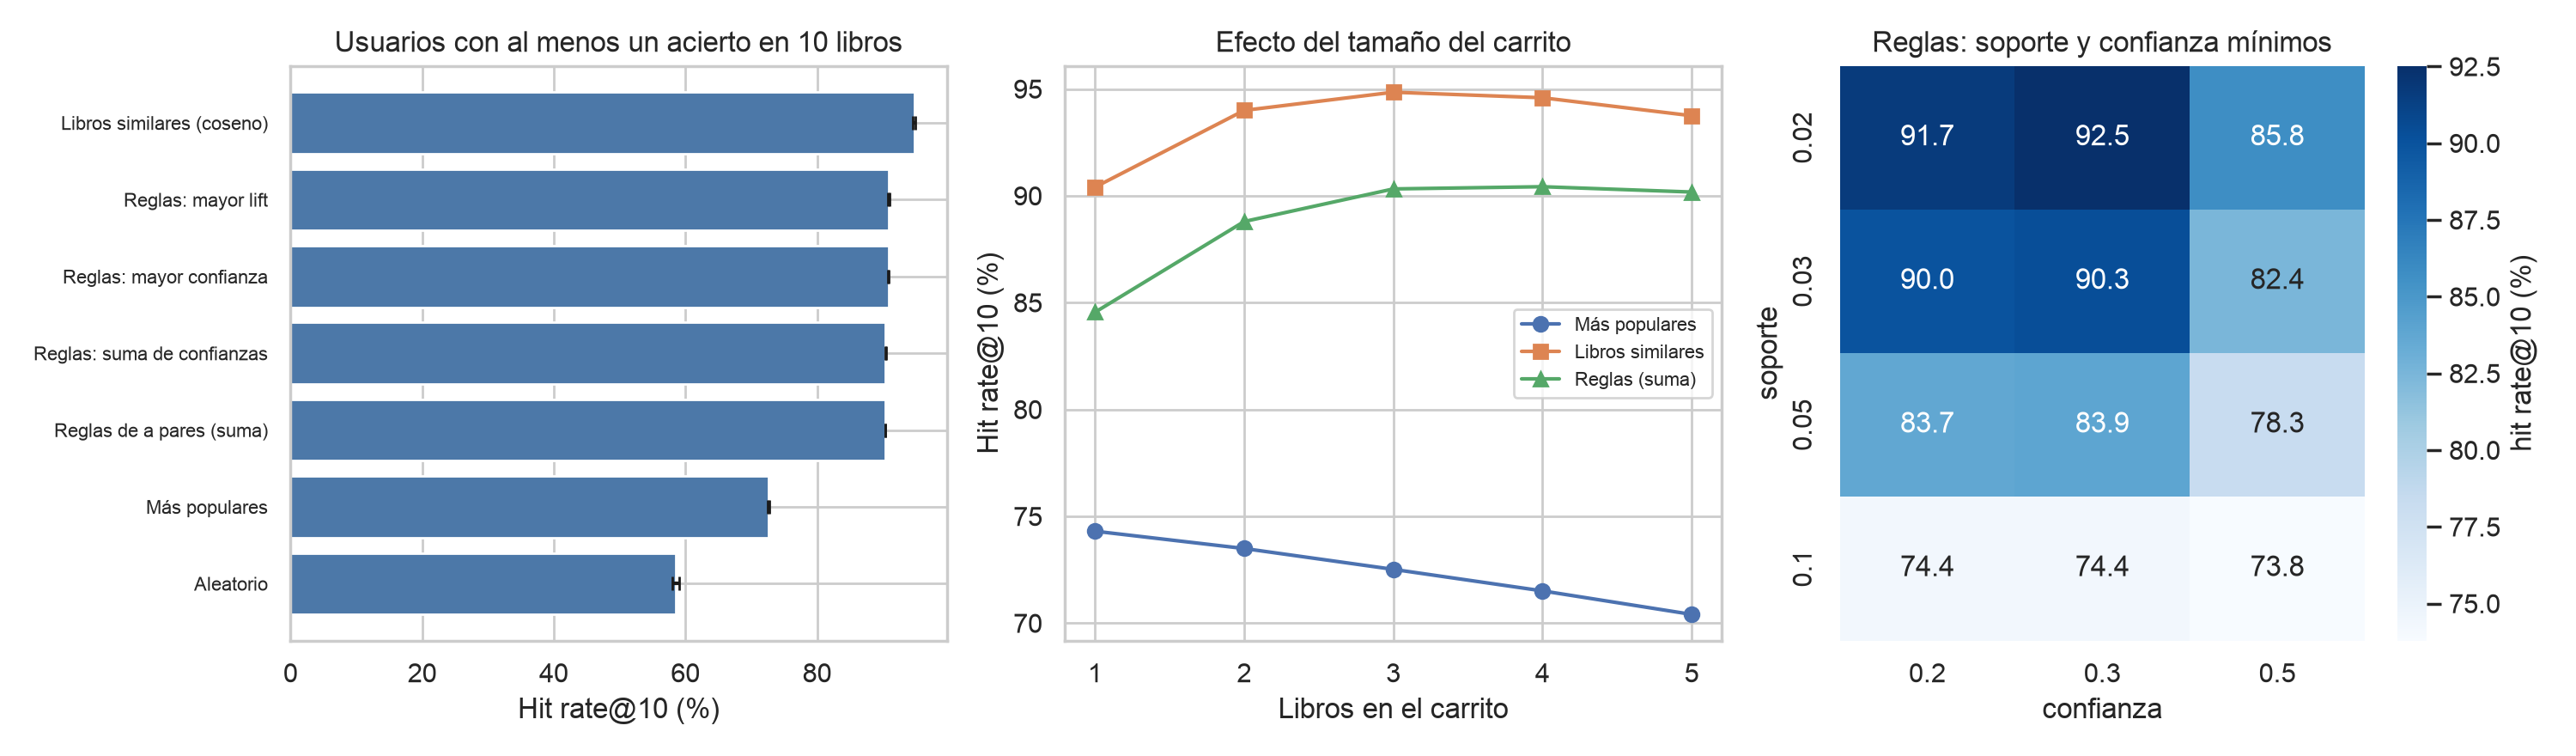 Usuarios con al menos un acierto en 10 libros
Libros similares (coseno)
Reglas: mayor lift
Reglas: mayor confianza
Reglas: suma de confianzas
Reglas de a pares (suma)
Más populares
Aleatorio
0 20 40 60 80
Hit rate@10 (%)
Efecto del tamaño del carrito
Hit rate@10 (%)
95
90
85
80
75
70
Más populares
Libros similares
Reglas (suma)
1 2 3 4 5
Libros en el carrito
Reglas: soporte y confianza mínimos
soporte
0.02 91.7 92.5 85.8
0.03 90.0 90.3 82.4
0.05 83.7 83.9 78.3
0.1 74.4 74.4 73.8
0.2 0.3 0.5
confianza
92.5
90.0
87.5
85.0
82.5
80.0
77.5
75.0
hit rate@10 (%)